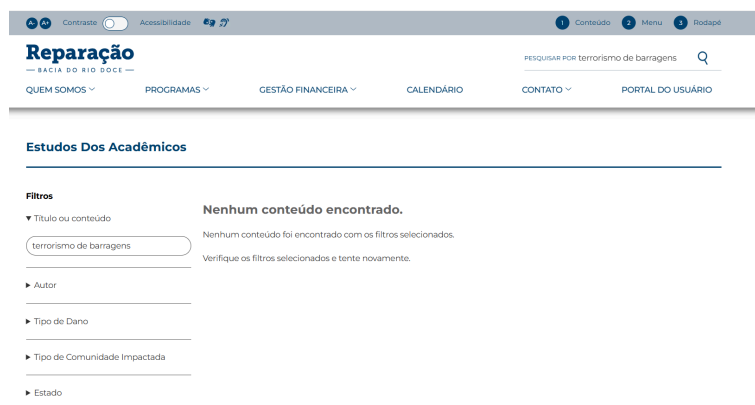 A- A+ Contraste Acessibilidade 1 Conteúdo 2 Menu 3 Rodapé
Reparação
BACIA DO RIO DOCE
PESQUISAR POR terrorismo de barragens
QUEM SOMOS PROGRAMAS GESTÃO FINANCEIRA CALENDÁRIO CONTATO PORTAL DO USUÁRIO
Estudos Dos Acadêmicos
Filtros
Título ou conteúdo
terrorismo de barragens
Autor
Tipo de Dano
Tipo de Comunidade Impactada
Estado
Nenhum conteúdo encontrado.
Nenhum conteúdo foi encontrado com os filtros selecionados.
Verifique os filtros selecionados e tente novamente.